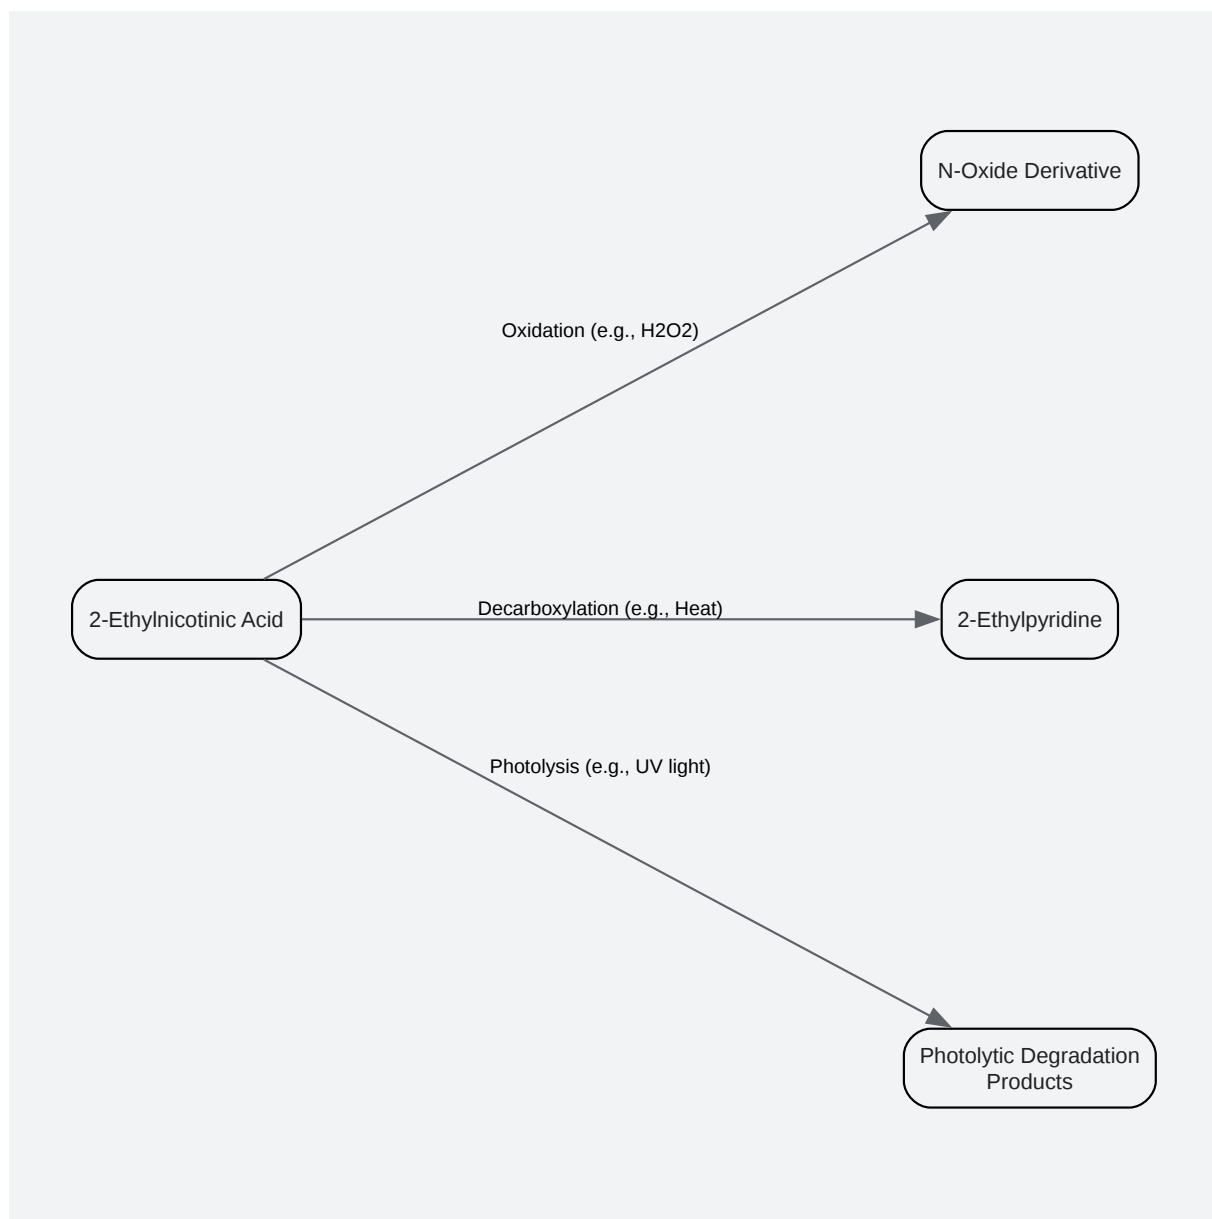 N-Oxide Derivative
Oxidation (e.g., H2O2)
2-Ethylnicotinic Acid
Decarboxylation (e.g., Heat)
2-Ethylpyridine
Photolysis (e.g., UV light)
Photolytic Degradation
Products